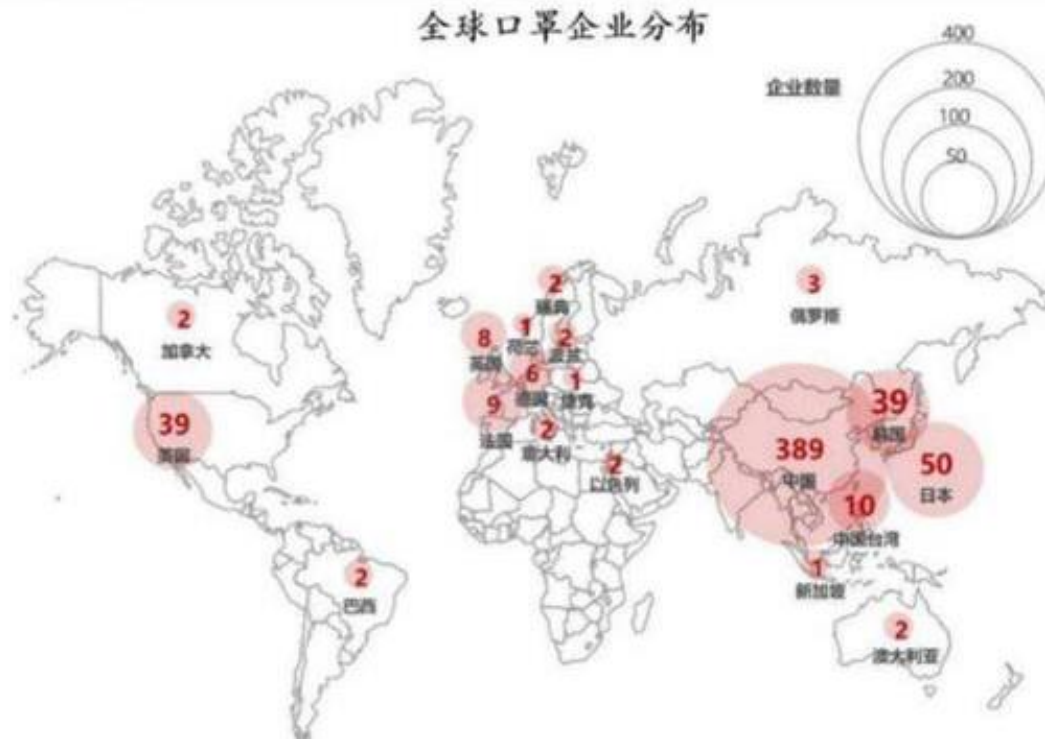 全球口罩企业分布
企业数量
400
200
100
50
2
加拿大
39
美国
2
巴西
2
瑞典
8
英国
1
荷兰
2
波兰
6
德国
1
捷克
9
法国
2
意大利
2
以色列
3
俄罗斯
389
中国
39
韩国
50
日本
10
中国台湾
1
新加坡
2
澳大利亚